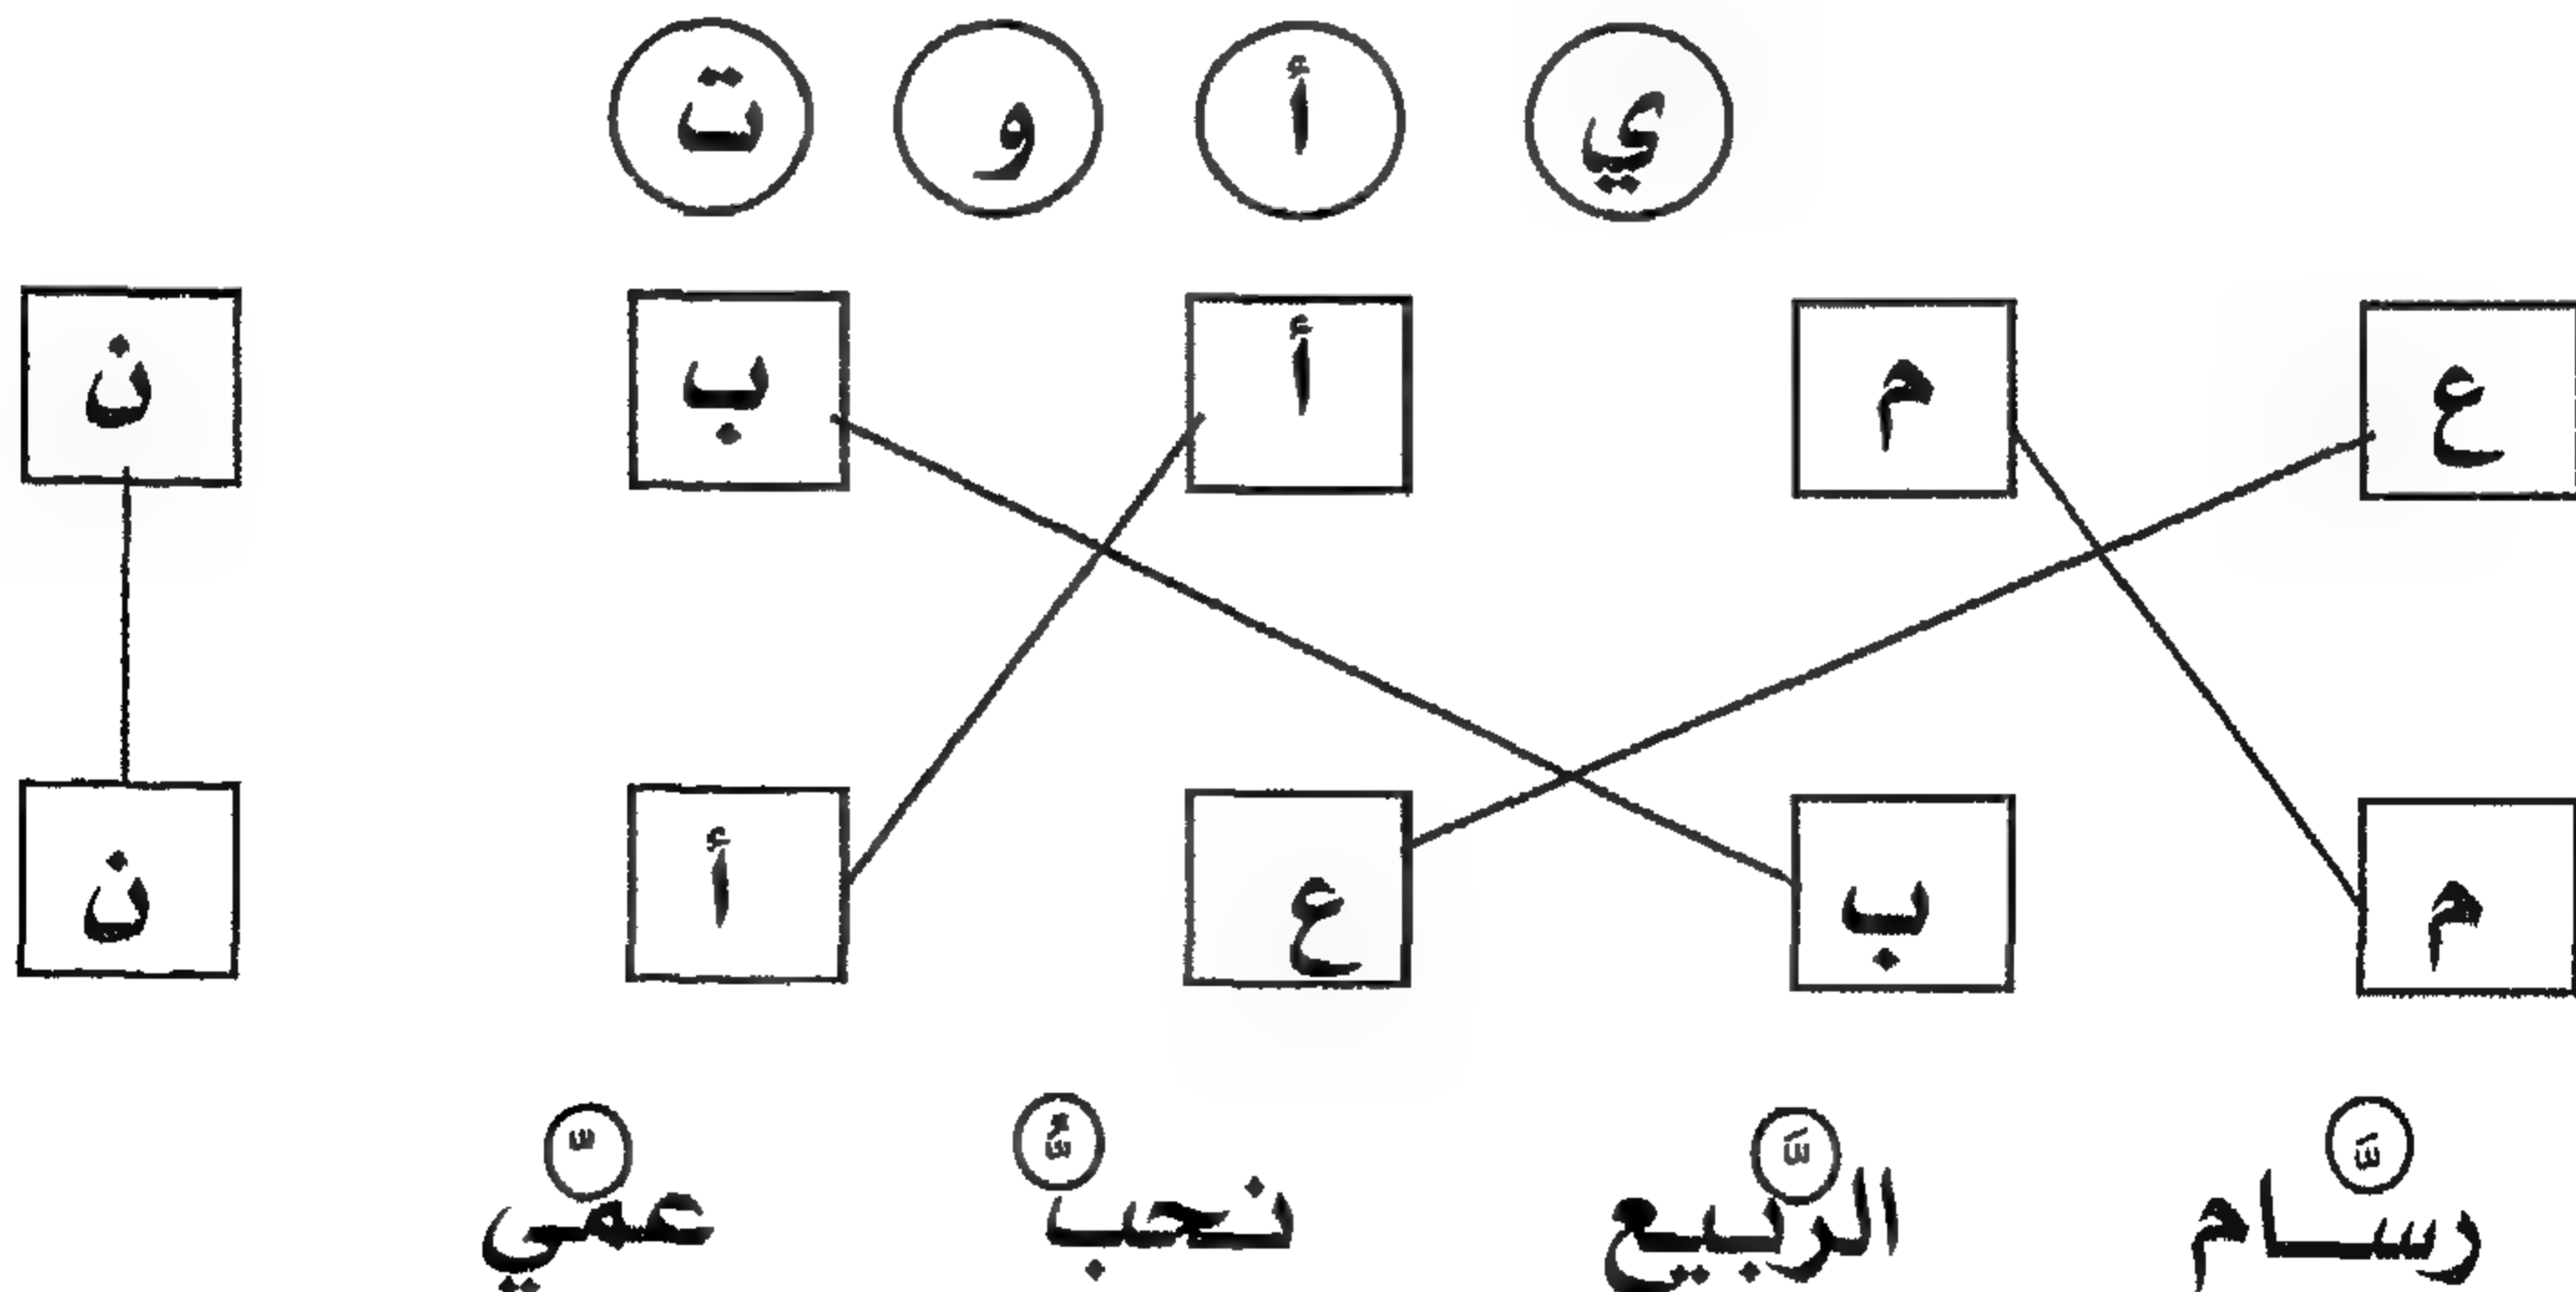 ي أ و ت
ع م أ ب ن
م ب ع أ ن
رسَّام الرَّبيع نحبُّ عمّي